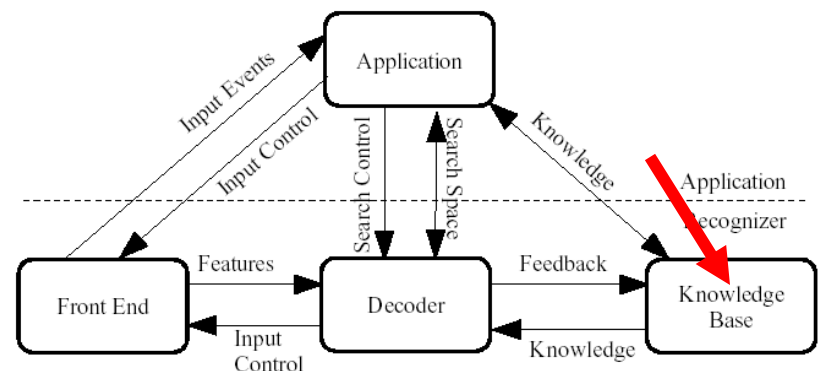 Application
Input Events
Input Control
Search Control
Search Space
Knowledge
Application
Recognizer
Front End
Features
Input
Control
Decoder
Feedback
Knowledge
Knowledge
Base